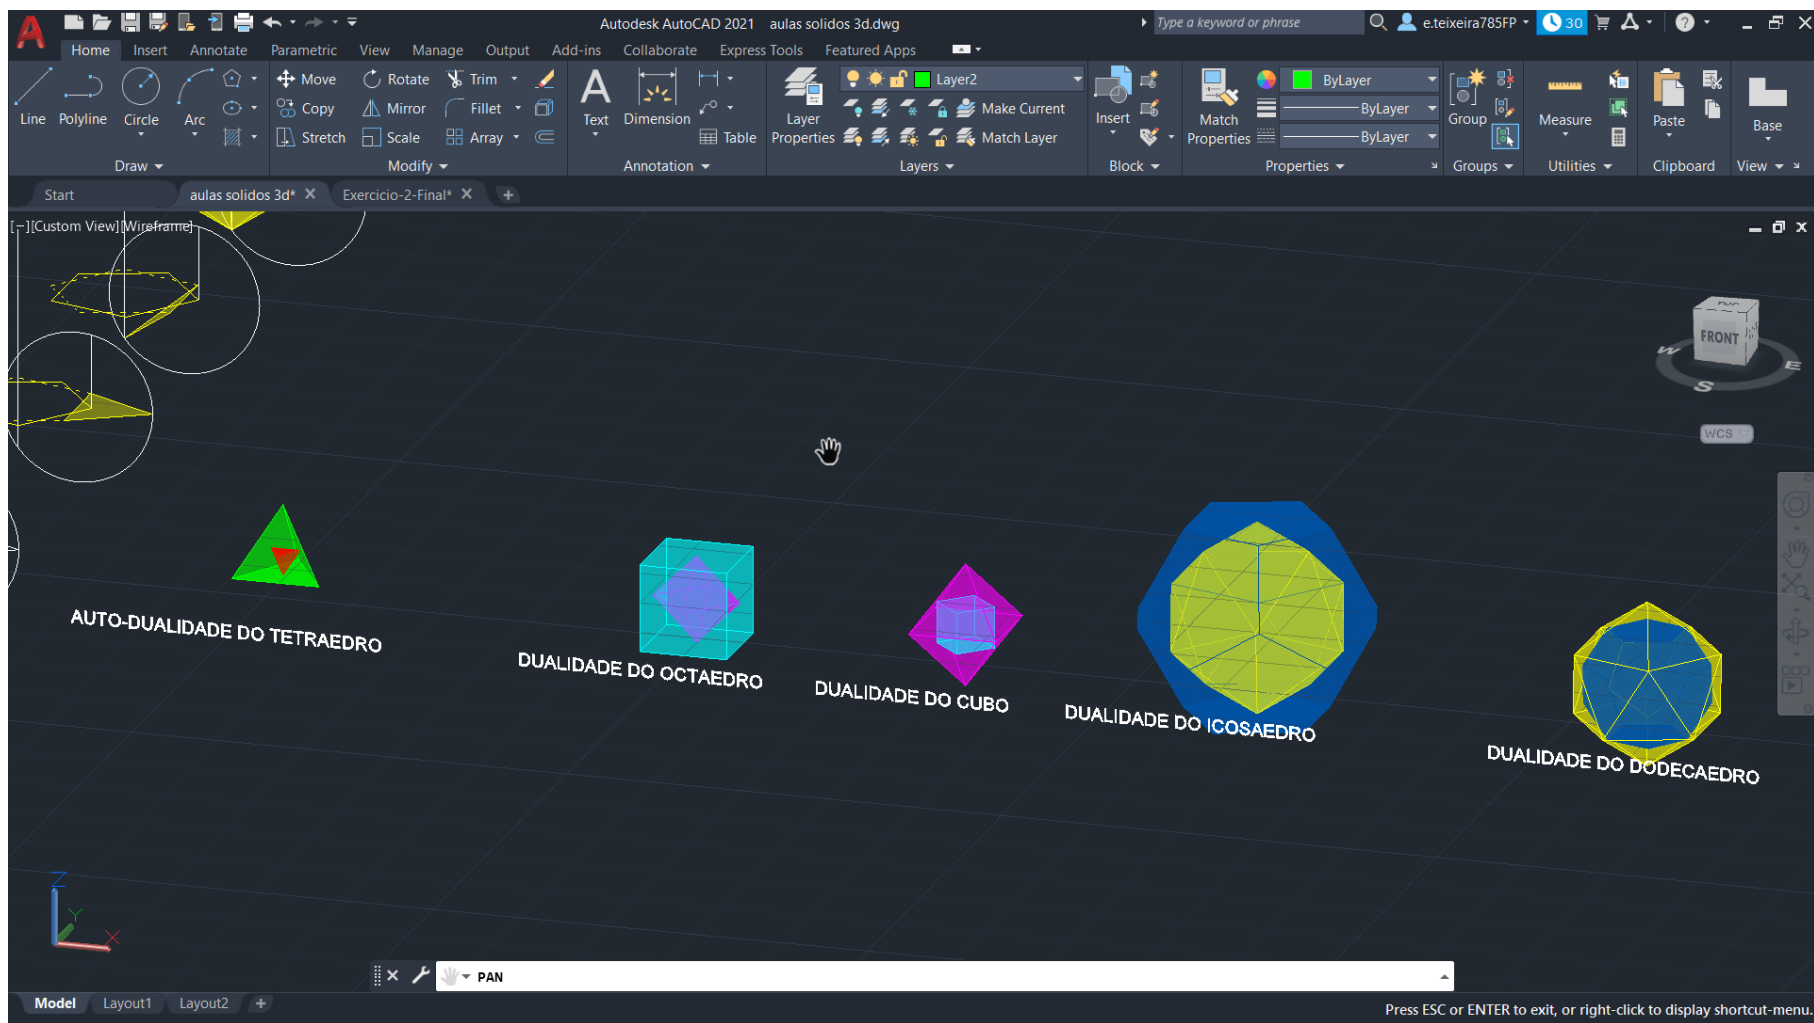 Autodesk AutoCAD 2021 aulas solidos 3d.dwg
Type a keyword or phrase
e.teixeira785FP
30
Home Insert Annotate Parametric View Manage Output Add-ins Collaborate Express Tools Featured Apps
Line Polyline Circle Arc
Draw
Move Rotate Trim
Copy Mirror Fillet
Stretch Scale Array
Modify
Text Dimension
Table
Annotation
Layer Properties
Layer2
Make Current
Match Layer
Layers
Insert
Block
Match Properties
ByLayer
ByLayer
ByLayer
Properties
Group
Groups
Measure
Utilities
Paste
Clipboard
Base
View
Start aulas solidos 3d* Exercicio-2-Final*
[−][Custom View][Wireframe]
FRONT
W
S
E
WCS
AUTO-DUALIDADE DO TETRAEDRO
DUALIDADE DO OCTAEDRO
DUALIDADE DO CUBO
DUALIDADE DO ICOSAEDRO
DUALIDADE DO DODECAEDRO
Z
Y
X
PAN
Model Layout1 Layout2
Press ESC or ENTER to exit, or right-click to display shortcut-menu.